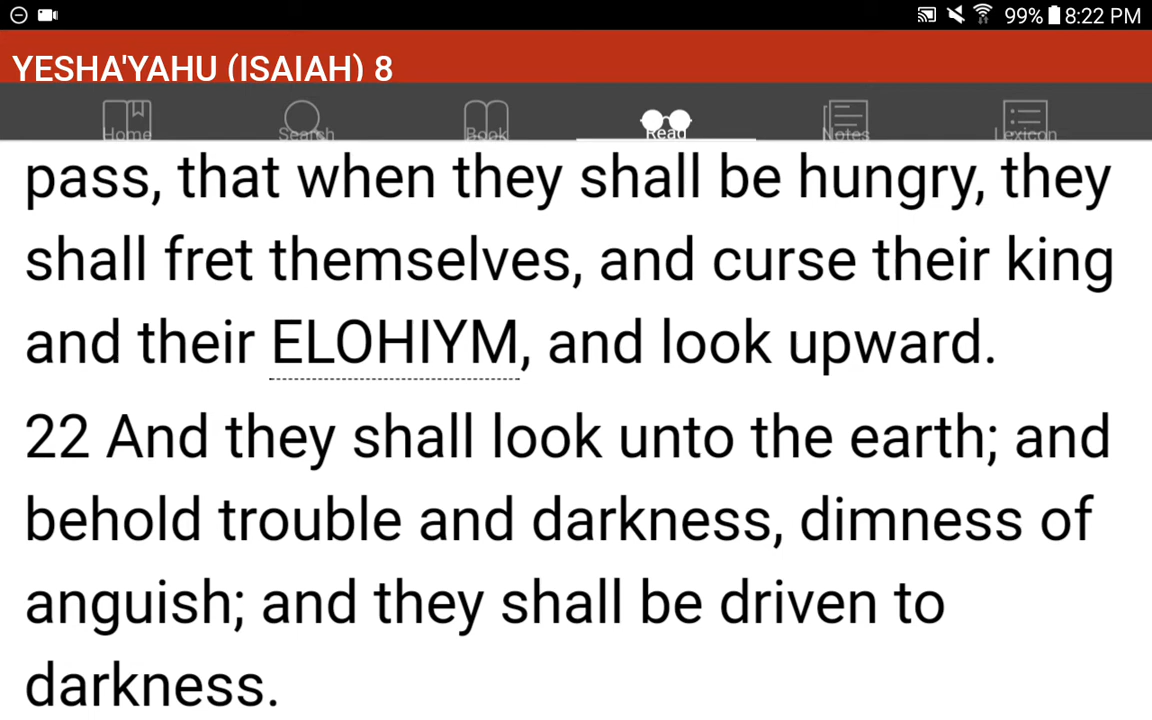 99% 8:22 PM
YESHA'YAHU (ISAIAH) 8
Home Search Book Read Notes Lexicon
pass, that when they shall be hungry, they
shall fret themselves, and curse their king
and their ELOHIYM, and look upward.
22 And they shall look unto the earth; and
behold trouble and darkness, dimness of
anguish; and they shall be driven to
darkness.